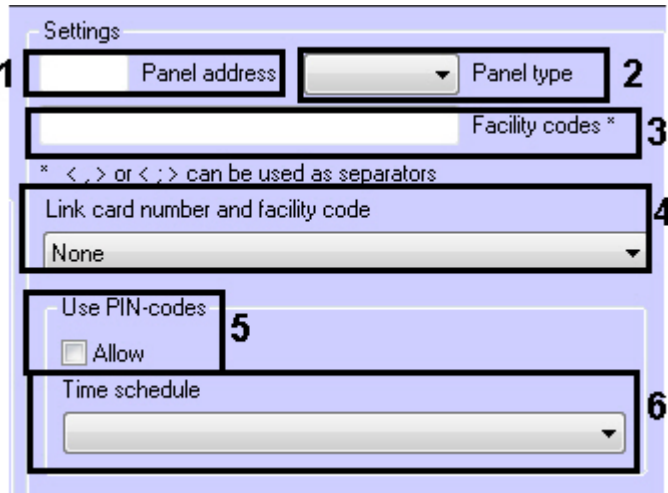 Settings
1 Panel address Panel type 2
Facility codes * 3
* < , > or < ; > can be used as separators
Link card number and facility code 4
None
Use PIN-codes 5
Allow
Time schedule
6